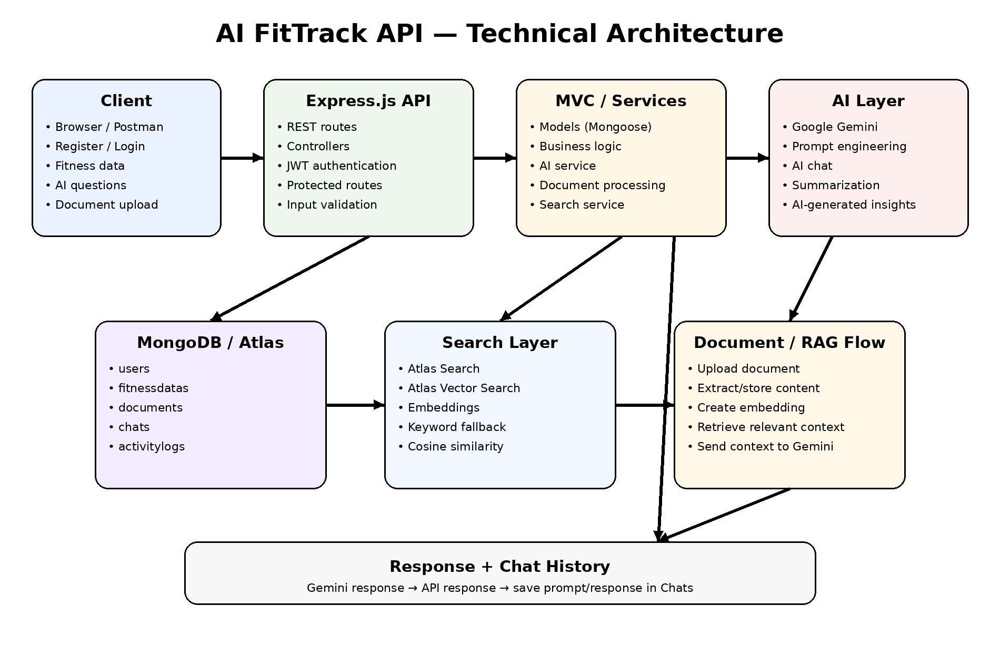 AI FitTrack API — Technical Architecture
Client
• Browser / Postman
• Register / Login
• Fitness data
• AI questions
• Document upload
Express.js API
• REST routes
• Controllers
• JWT authentication
• Protected routes
• Input validation
MVC / Services
• Models (Mongoose)
• Business logic
• AI service
• Document processing
• Search service
AI Layer
• Google Gemini
• Prompt engineering
• AI chat
• Summarization
• AI-generated insights
MongoDB / Atlas
• users
• fitnessdatas
• documents
• chats
• activitylogs
Search Layer
• Atlas Search
• Atlas Vector Search
• Embeddings
• Keyword fallback
• Cosine similarity
Document / RAG Flow
• Upload document
• Extract/store content
• Create embedding
• Retrieve relevant context
• Send context to Gemini
Response + Chat History
Gemini response → API response → save prompt/response in Chats